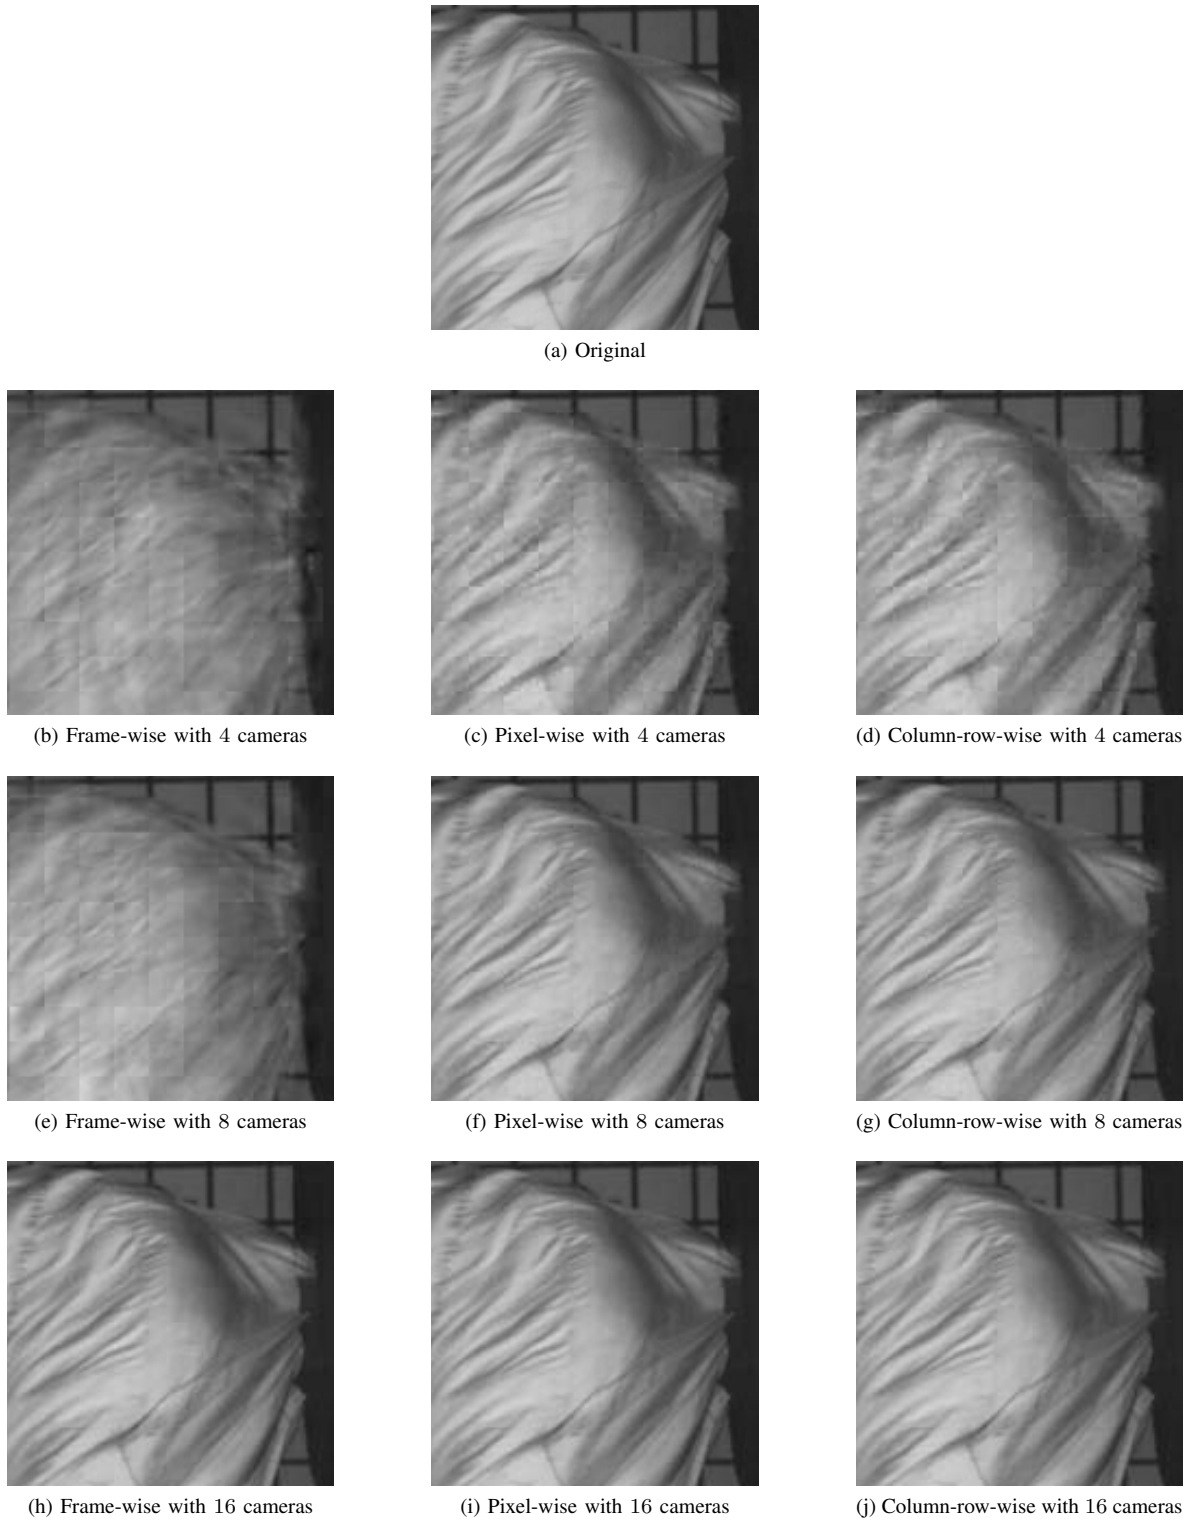 (a) Original
(b) Frame-wise with 4 cameras
(c) Pixel-wise with 4 cameras
(d) Column-row-wise with 4 cameras
(e) Frame-wise with 8 cameras
(f) Pixel-wise with 8 cameras
(g) Column-row-wise with 8 cameras
(h) Frame-wise with 16 cameras
(i) Pixel-wise with 16 cameras
(j) Column-row-wise with 16 cameras